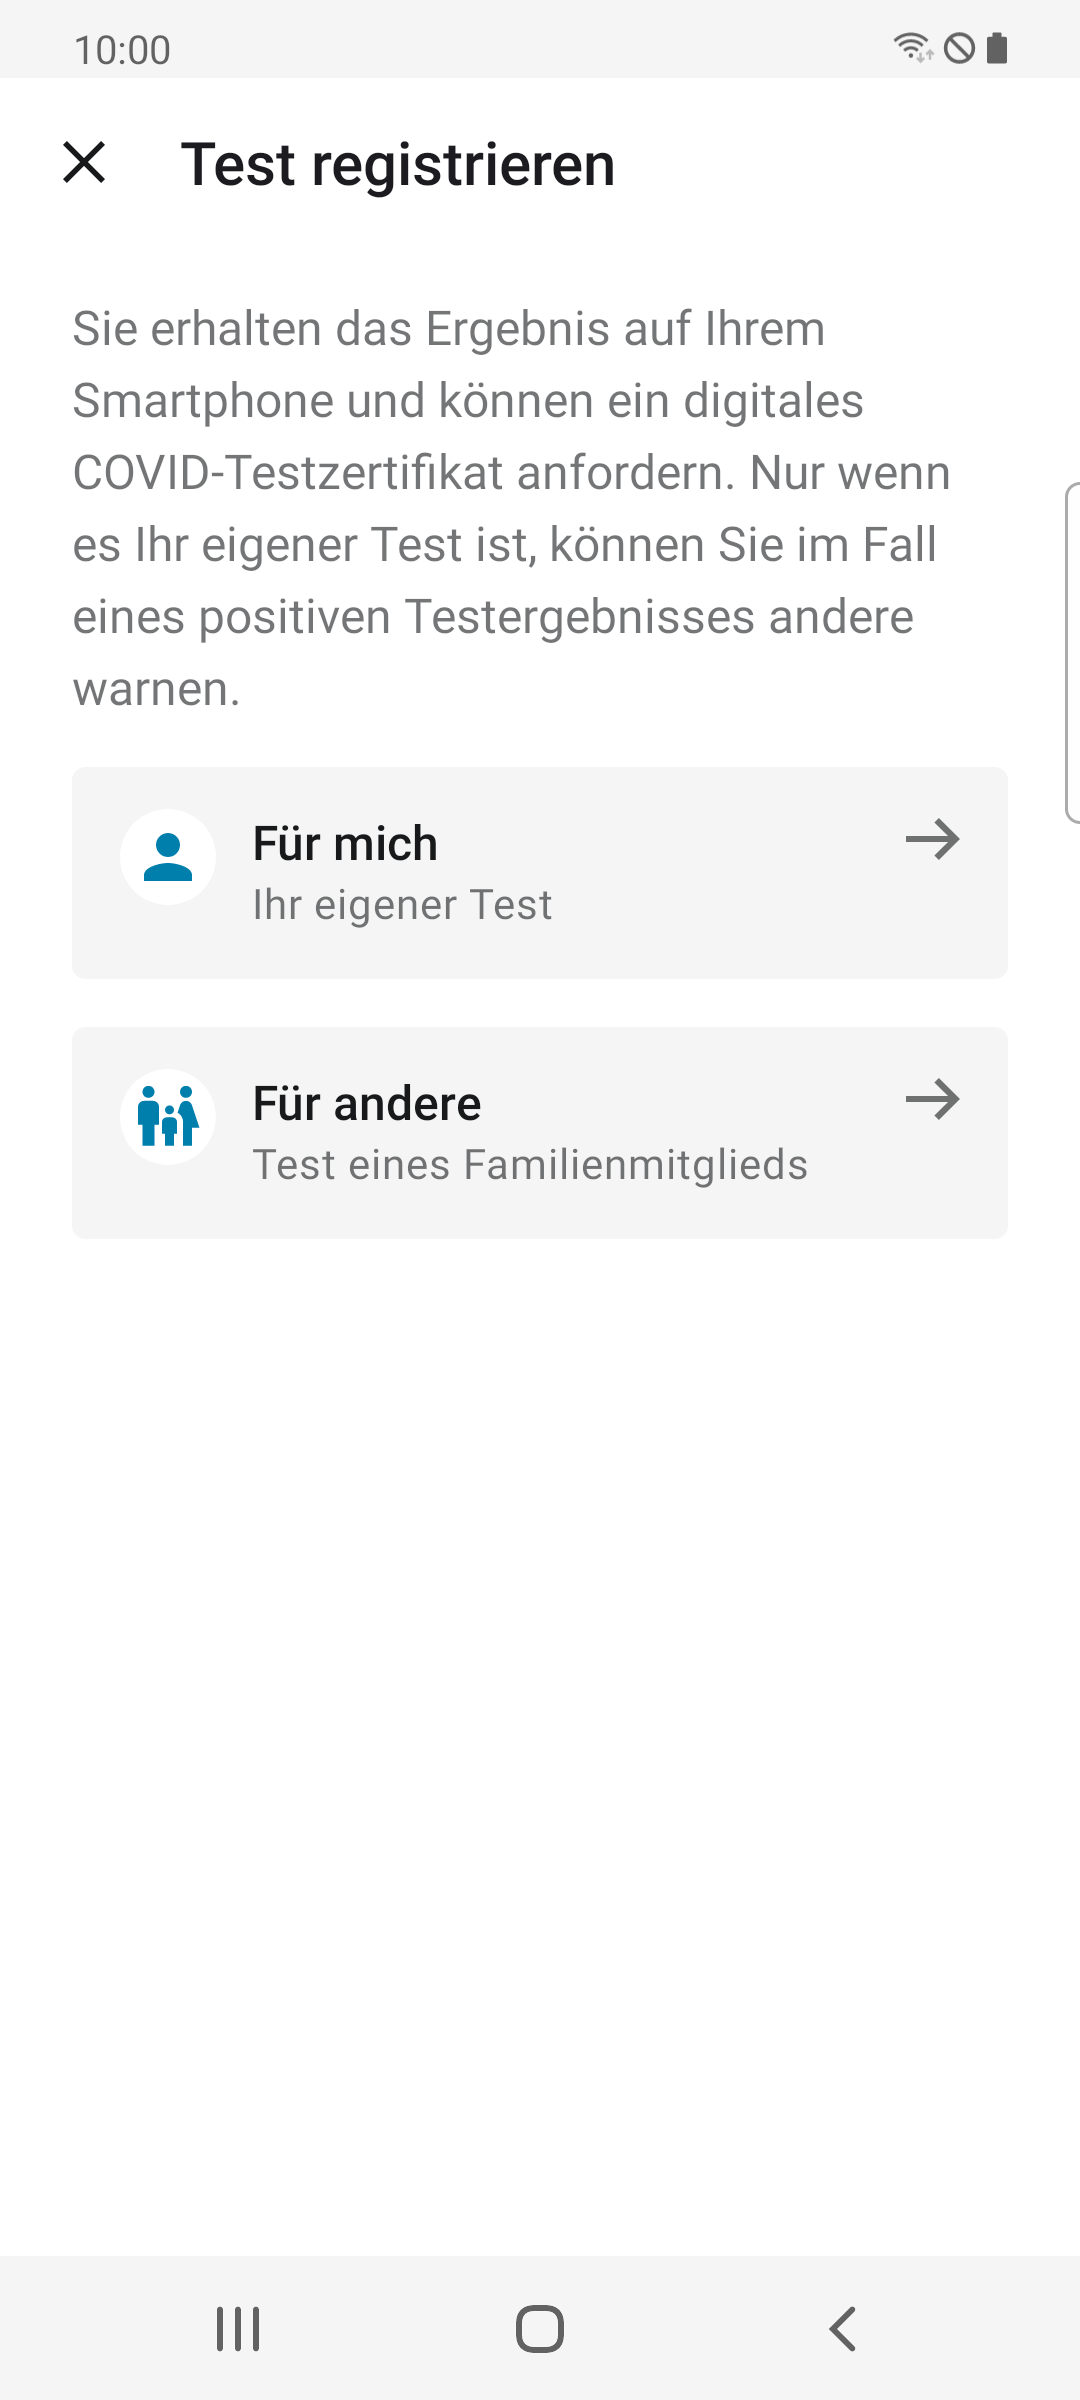 10:00
Test registrieren
Sie erhalten das Ergebnis auf Ihrem
Smartphone und können ein digitales
COVID-Testzertifikat anfordern. Nur wenn
es Ihr eigener Test ist, können Sie im Fall
eines positiven Testergebnisses andere
warnen.
Für mich
Ihr eigener Test
Für andere
Test eines Familienmitglieds